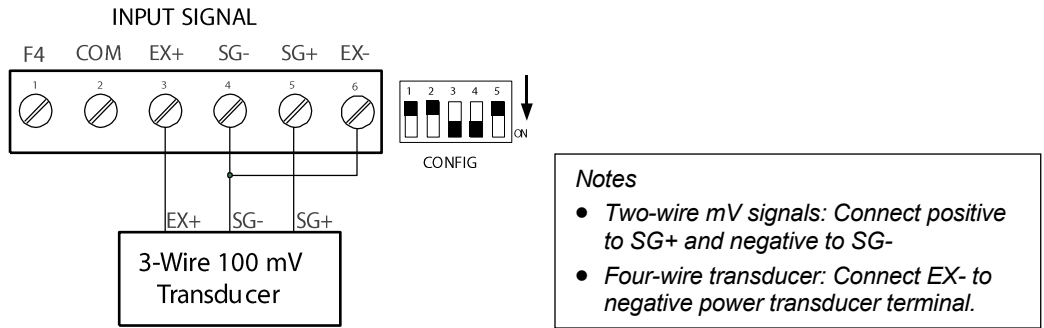 INPUT SIGNAL
F4 COM EX+ SG- SG+ EX-
1 2 3 4 5 6
1 2 3 4 5
ON
CONFIG
EX+ SG- SG+
3-Wire 100 mV
Transducer
Notes
• Two-wire mV signals: Connect positive
to SG+ and negative to SG-
• Four-wire transducer: Connect EX- to
negative power transducer terminal.